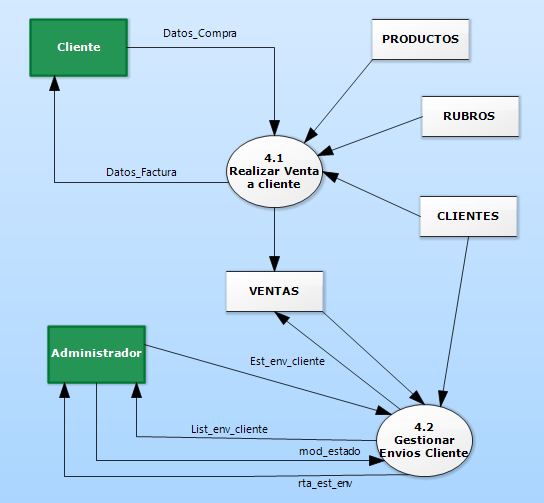 Cliente
Datos_Compra
PRODUCTOS
RUBROS
4.1
Realizar Venta
a cliente
Datos_Factura
CLIENTES
VENTAS
Administrador
Est_env_cliente
List_env_cliente
4.2
Gestionar
Envios Cliente
mod_estado
rta_est_env